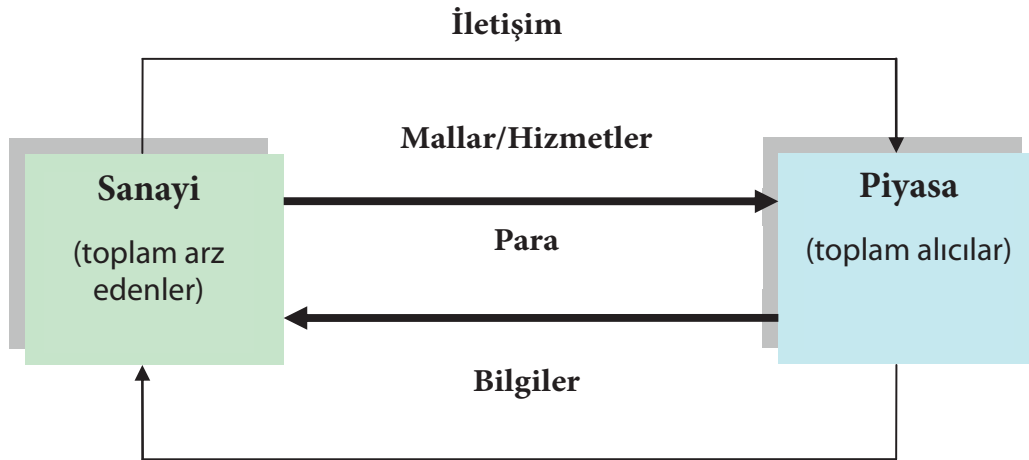 İletişim
Mallar/Hizmetler
Sanayi
(toplam arz
edenler)
Piyasa
(toplam alıcılar)
Para
Bilgiler